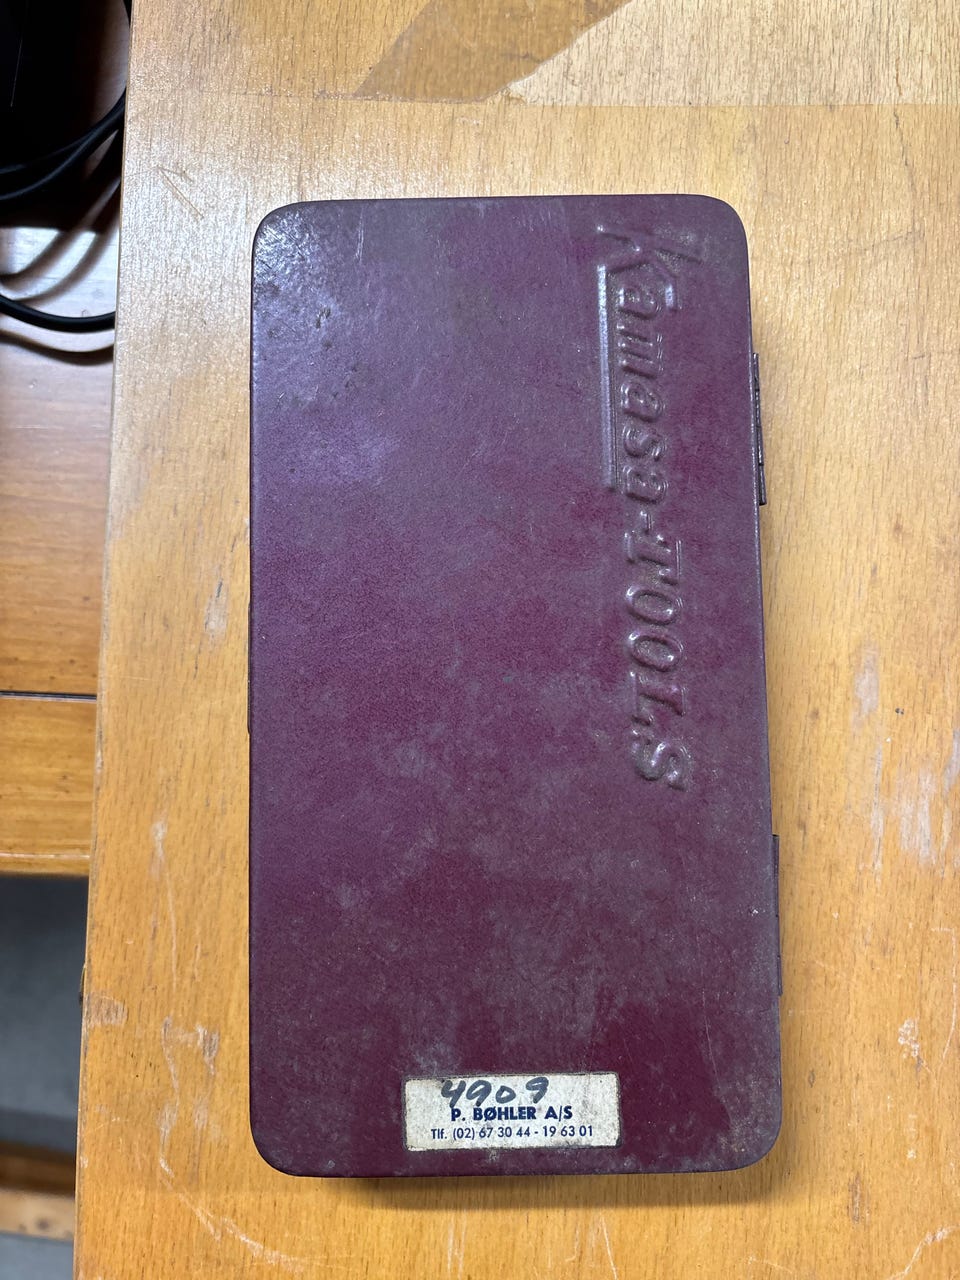 Kamasa-TOOLS
4909
P. BØHLER A/S
Tlf. (02) 67 30 44 - 19 63 01